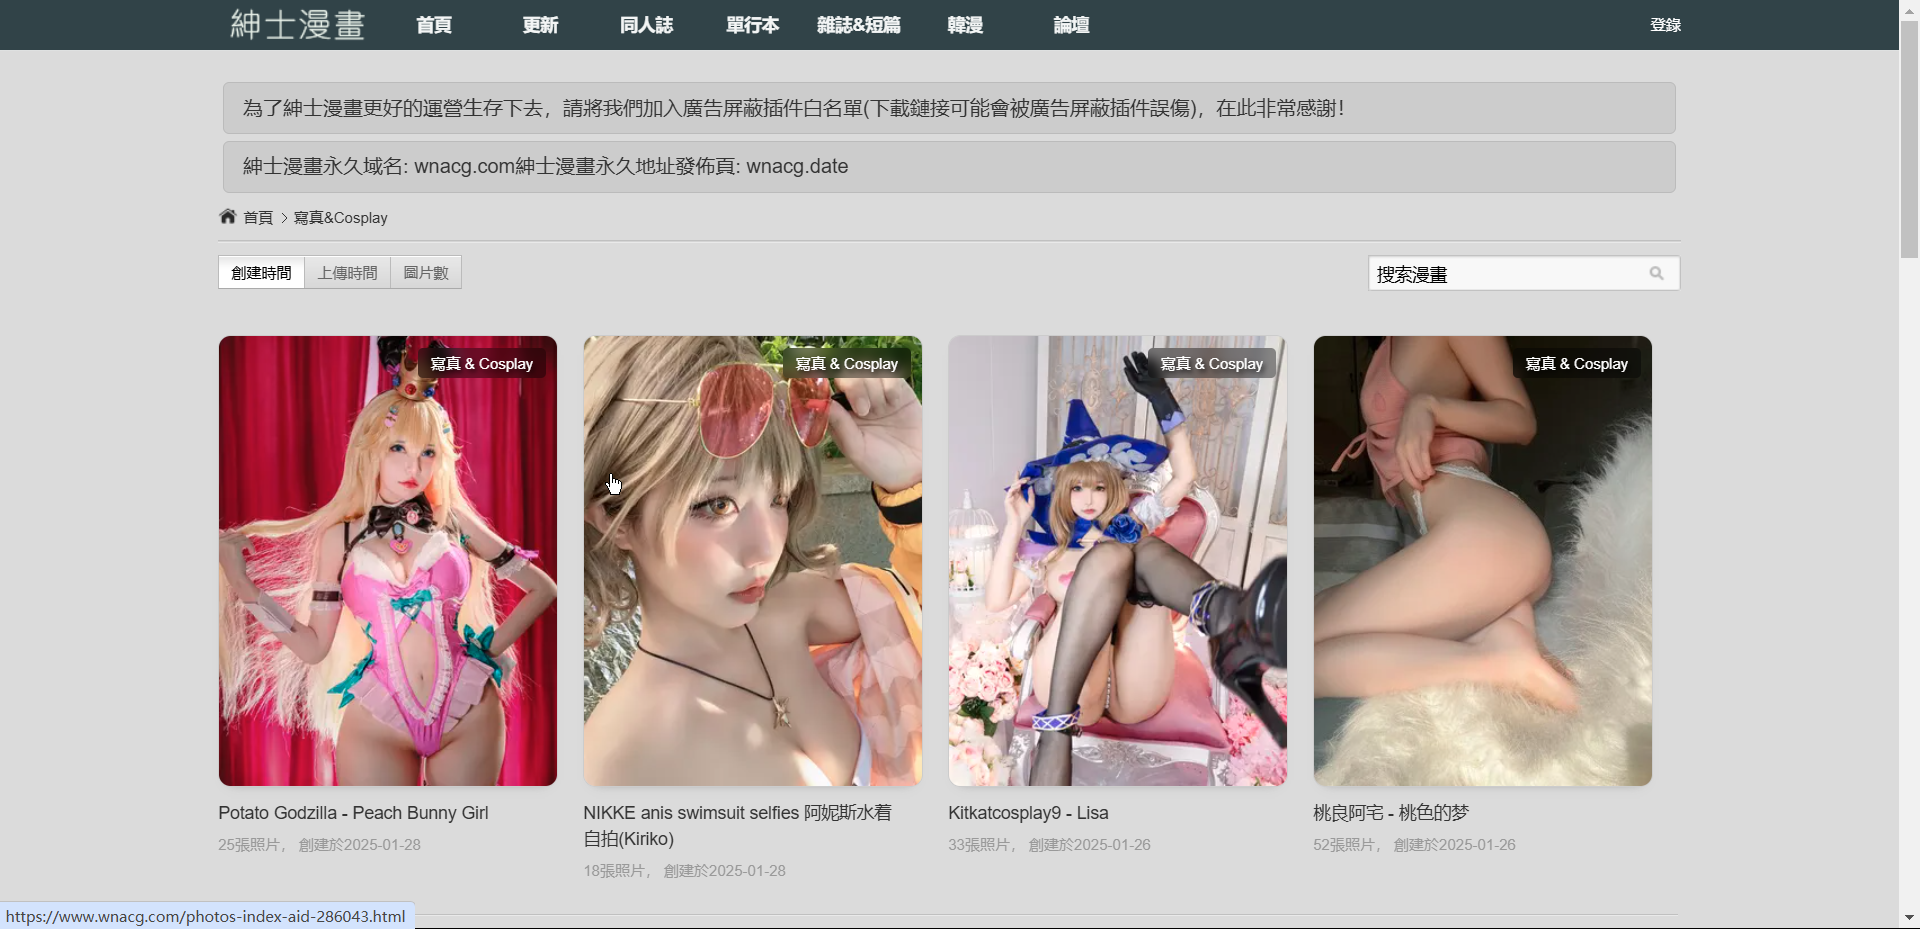 紳士漫畫
首頁 更新 同人誌 單行本 雜誌&短篇 韓漫 論壇 登錄
為了紳士漫畫更好的運營生存下去，請將我們加入廣告屏蔽插件白名單(下載鏈接可能會被廣告屏蔽插件誤傷)，在此非常感謝!
紳士漫畫永久域名: wnacg.com紳士漫畫永久地址發佈頁: wnacg.date
首頁 > 寫真&Cosplay
創建時間 上傳時間 圖片數
搜索漫畫
寫真 & Cosplay
寫真 & Cosplay
寫真 & Cosplay
寫真 & Cosplay
Potato Godzilla - Peach Bunny Girl
25張照片， 創建於2025-01-28
NIKKE anis swimsuit selfies 阿妮斯水着
自拍(Kiriko)
18張照片， 創建於2025-01-28
Kitkatcosplay9 - Lisa
33張照片， 創建於2025-01-26
桃良阿宅 - 桃色的梦
52張照片， 創建於2025-01-26
https://www.wnacg.com/photos-index-aid-286043.html